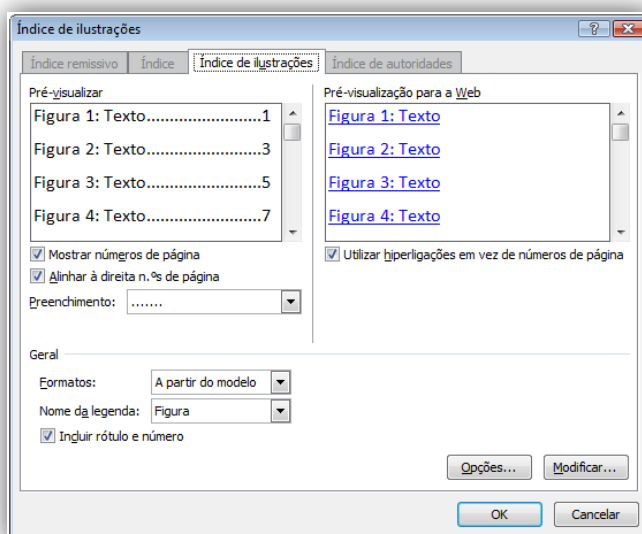 Índice de ilustrações
Índice remissivo Índice Índice de ilustrações Índice de autoridades
Pré-visualizar
Figura 1: Texto.........................1
Figura 2: Texto.........................3
Figura 3: Texto.........................5
Figura 4: Texto.........................7
Mostrar números de página
Alinhar à direita n.ºs de página
Preenchimento: .......
Pré-visualização para a Web
Figura 1: Texto
Figura 2: Texto
Figura 3: Texto
Figura 4: Texto
Utilizar hiperligações em vez de números de página
Geral
Formatos: A partir do modelo
Nome da legenda: Figura
Incluir rótulo e número
Opções... Modificar...
OK Cancelar